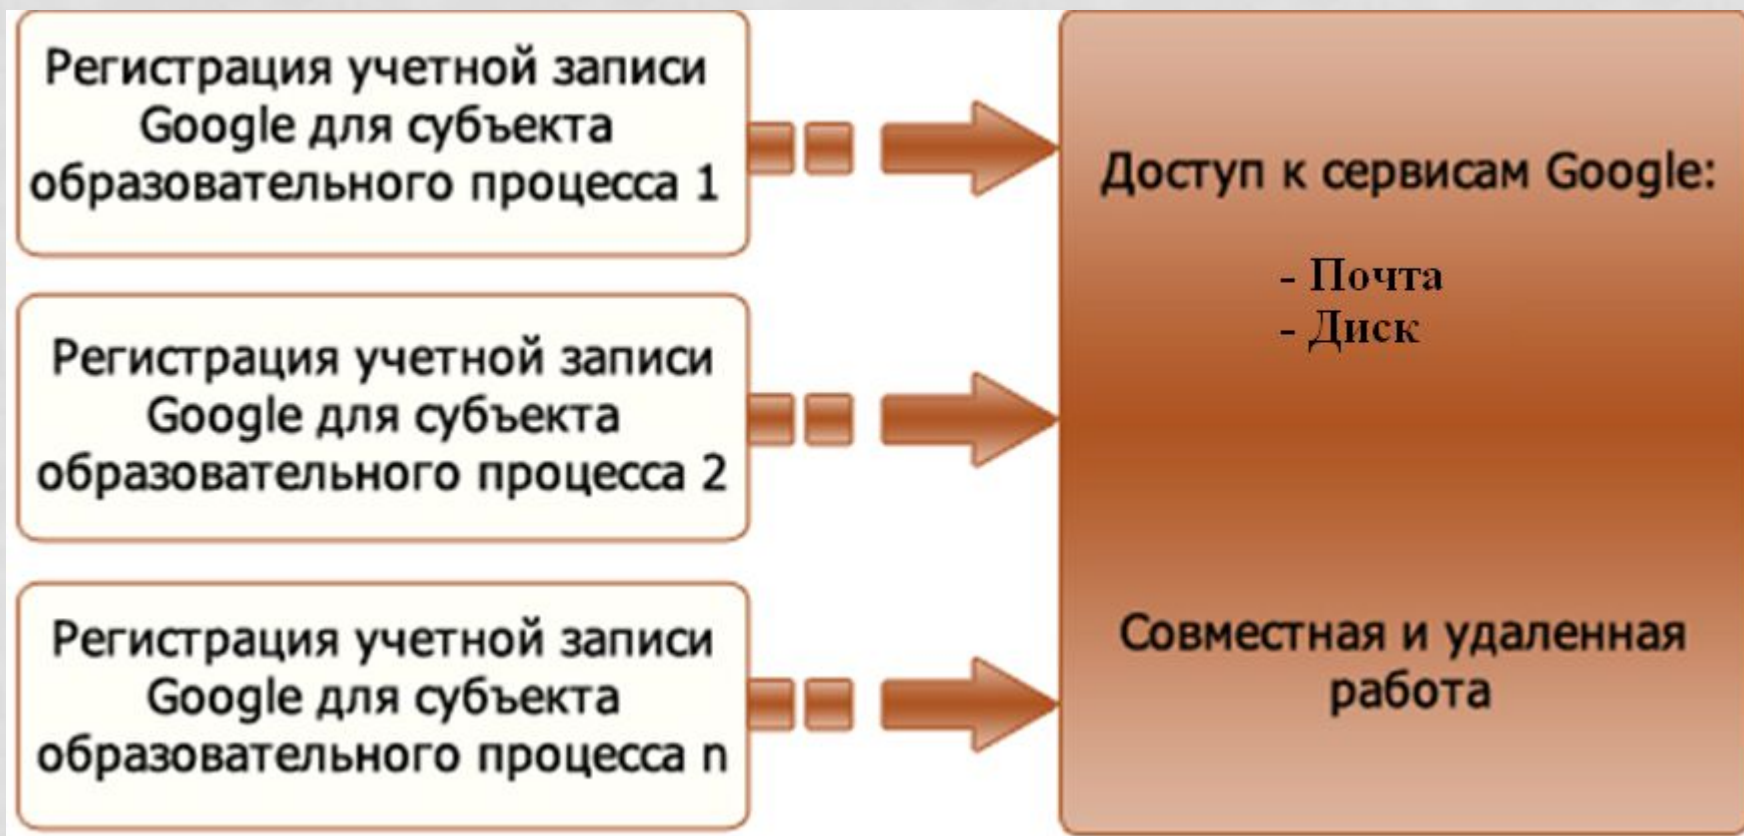 Регистрация учетной записи
Google для субъекта
образовательного процесса 1
Регистрация учетной записи
Google для субъекта
образовательного процесса 2
Регистрация учетной записи
Google для субъекта
образовательного процесса n
Доступ к сервисам Google:
- Почта
- Диск
Совместная и удаленная
работа